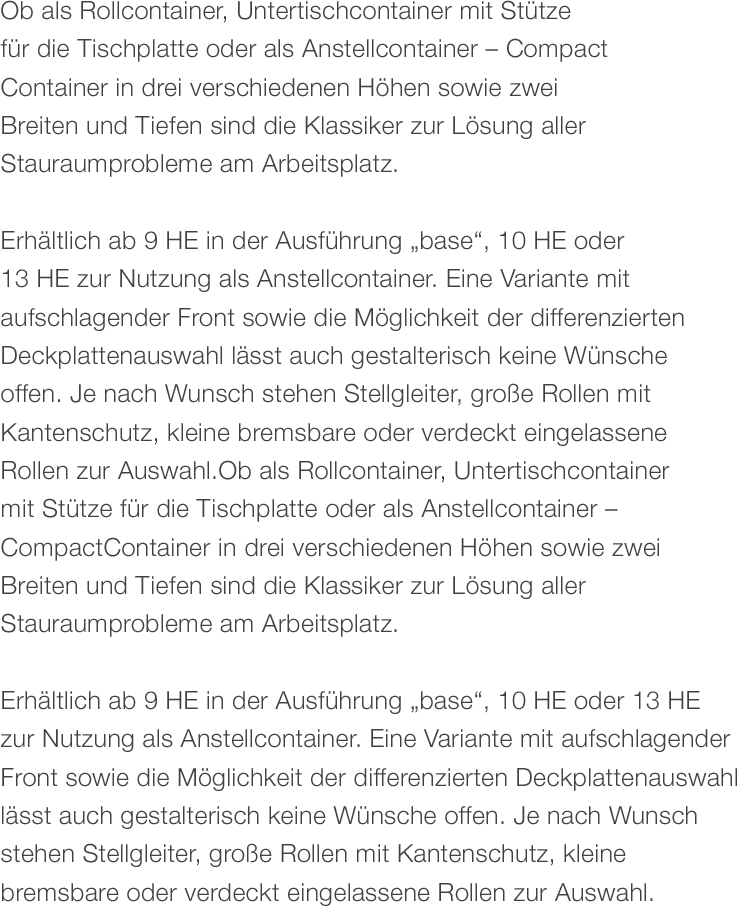 Ob als Rollcontainer, Untertischcontainer mit Stütze
für die Tischplatte oder als Anstellcontainer – Compact
Container in drei verschiedenen Höhen sowie zwei
Breiten und Tiefen sind die Klassiker zur Lösung aller
Stauraumprobleme am Arbeitsplatz.

Erhältlich ab 9 HE in der Ausführung „base“, 10 HE oder
13 HE zur Nutzung als Anstellcontainer. Eine Variante mit
aufschlagender Front sowie die Möglichkeit der differenzierten
Deckplattenauswahl lässt auch gestalterisch keine Wünsche
offen. Je nach Wunsch stehen Stellgleiter, große Rollen mit
Kantenschutz, kleine bremsbare oder verdeckt eingelassene
Rollen zur Auswahl.Ob als Rollcontainer, Untertischcontainer
mit Stütze für die Tischplatte oder als Anstellcontainer –
CompactContainer in drei verschiedenen Höhen sowie zwei
Breiten und Tiefen sind die Klassiker zur Lösung aller
Stauraumprobleme am Arbeitsplatz.

Erhältlich ab 9 HE in der Ausführung „base“, 10 HE oder 13 HE
zur Nutzung als Anstellcontainer. Eine Variante mit aufschlagender
Front sowie die Möglichkeit der differenzierten Deckplattenauswahl
lässt auch gestalterisch keine Wünsche offen. Je nach Wunsch
stehen Stellgleiter, große Rollen mit Kantenschutz, kleine
bremsbare oder verdeckt eingelassene Rollen zur Auswahl.